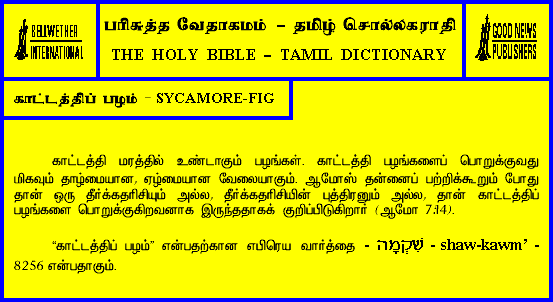 BELLWETHER
INTERNATIONAL
பரிசுத்த வேதாகமம் – தமிழ் சொல்லகராதி
THE HOLY BIBLE – TAMIL DICTIONARY
GOOD NEWS
PUBLISHERS
காட்டத்திப் பழம் - SYCAMORE-FIG
காட்டத்தி மரத்தில் உண்டாகும் பழங்கள். காட்டத்தி பழங்களைப் பொறுக்குவது
மிகவும் தாழ்மையான, ஏழ்மையான வேலையாகும். ஆமோஸ் தன்னைப் பற்றிக்கூறும் போது
தான் ஒரு தீர்க்கதரிசியும் அல்ல, தீர்க்கதரிசியின் புத்திரனும் அல்ல, தான் காட்டத்திப்
பழங்களை பொறுக்குகிறவனாக இருந்ததாகக் குறிப்பிடுகிறார் (ஆமோ 7:14).
“காட்டத்திப் பழம்” என்பதற்கான எபிரெய வார்த்தை - שִׁקְמָה - shaw-kawm’ -
8256 என்பதாகும்.